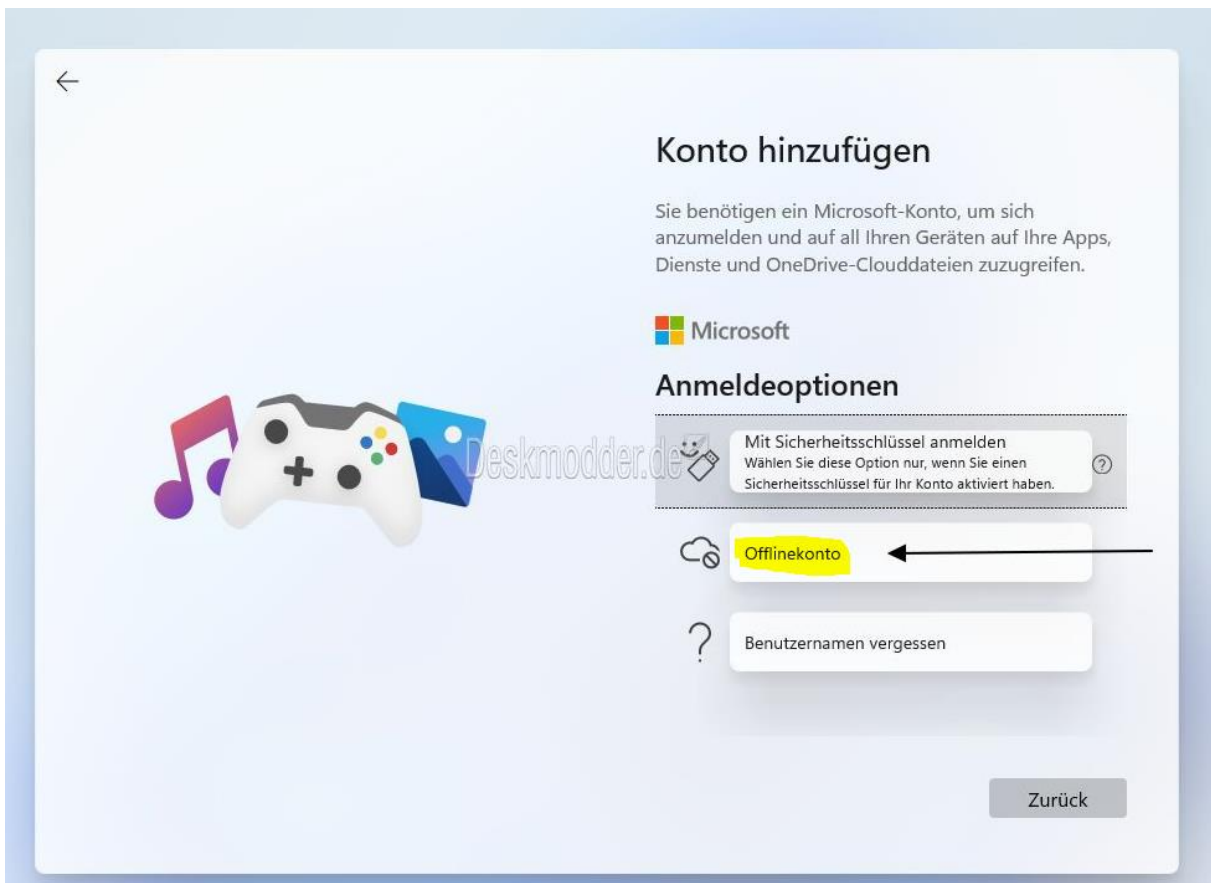 Konto hinzufügen
Sie benötigen ein Microsoft-Konto, um sich
anzumelden und auf all Ihren Geräten auf Ihre Apps,
Dienste und OneDrive-Clouddateien zuzugreifen.
Microsoft
Anmeldeoptionen
Mit Sicherheitsschlüssel anmelden
Wählen Sie diese Option nur, wenn Sie einen
Sicherheitsschlüssel für Ihr Konto aktiviert haben.
Deskmodder.de
Offlinekonto
Benutzernamen vergessen
Zurück